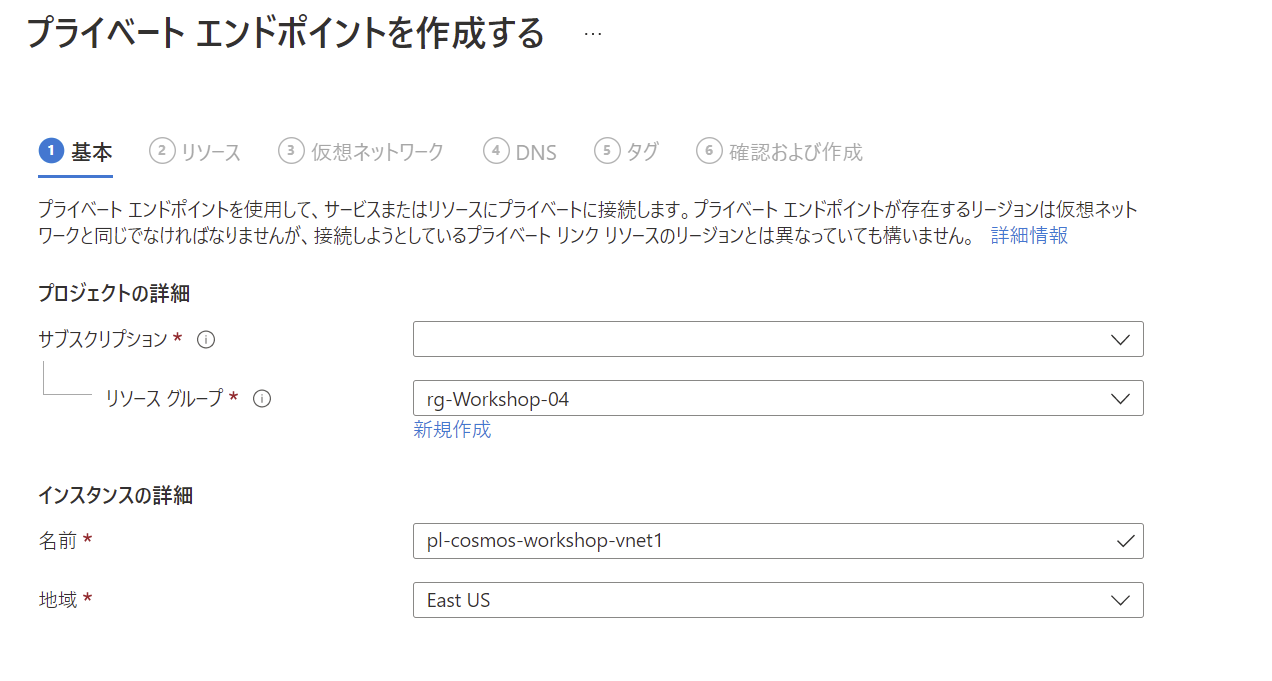 プライベート エンドポイントを作成する …
1 基本 2 リソース 3 仮想ネットワーク 4 DNS 5 タグ 6 確認および作成
プライベート エンドポイントを使用して、サービスまたはリソースにプライベートに接続します。プライベート エンドポイントが存在するリージョンは仮想ネット
ワークと同じでなければなりませんが、接続しようとしているプライベート リンク リソースのリージョンとは異なっていても構いません。 詳細情報
プロジェクトの詳細
サブスクリプション *
リソース グループ * rg-Workshop-04
新規作成
インスタンスの詳細
名前 * pl-cosmos-workshop-vnet1
地域 * East US